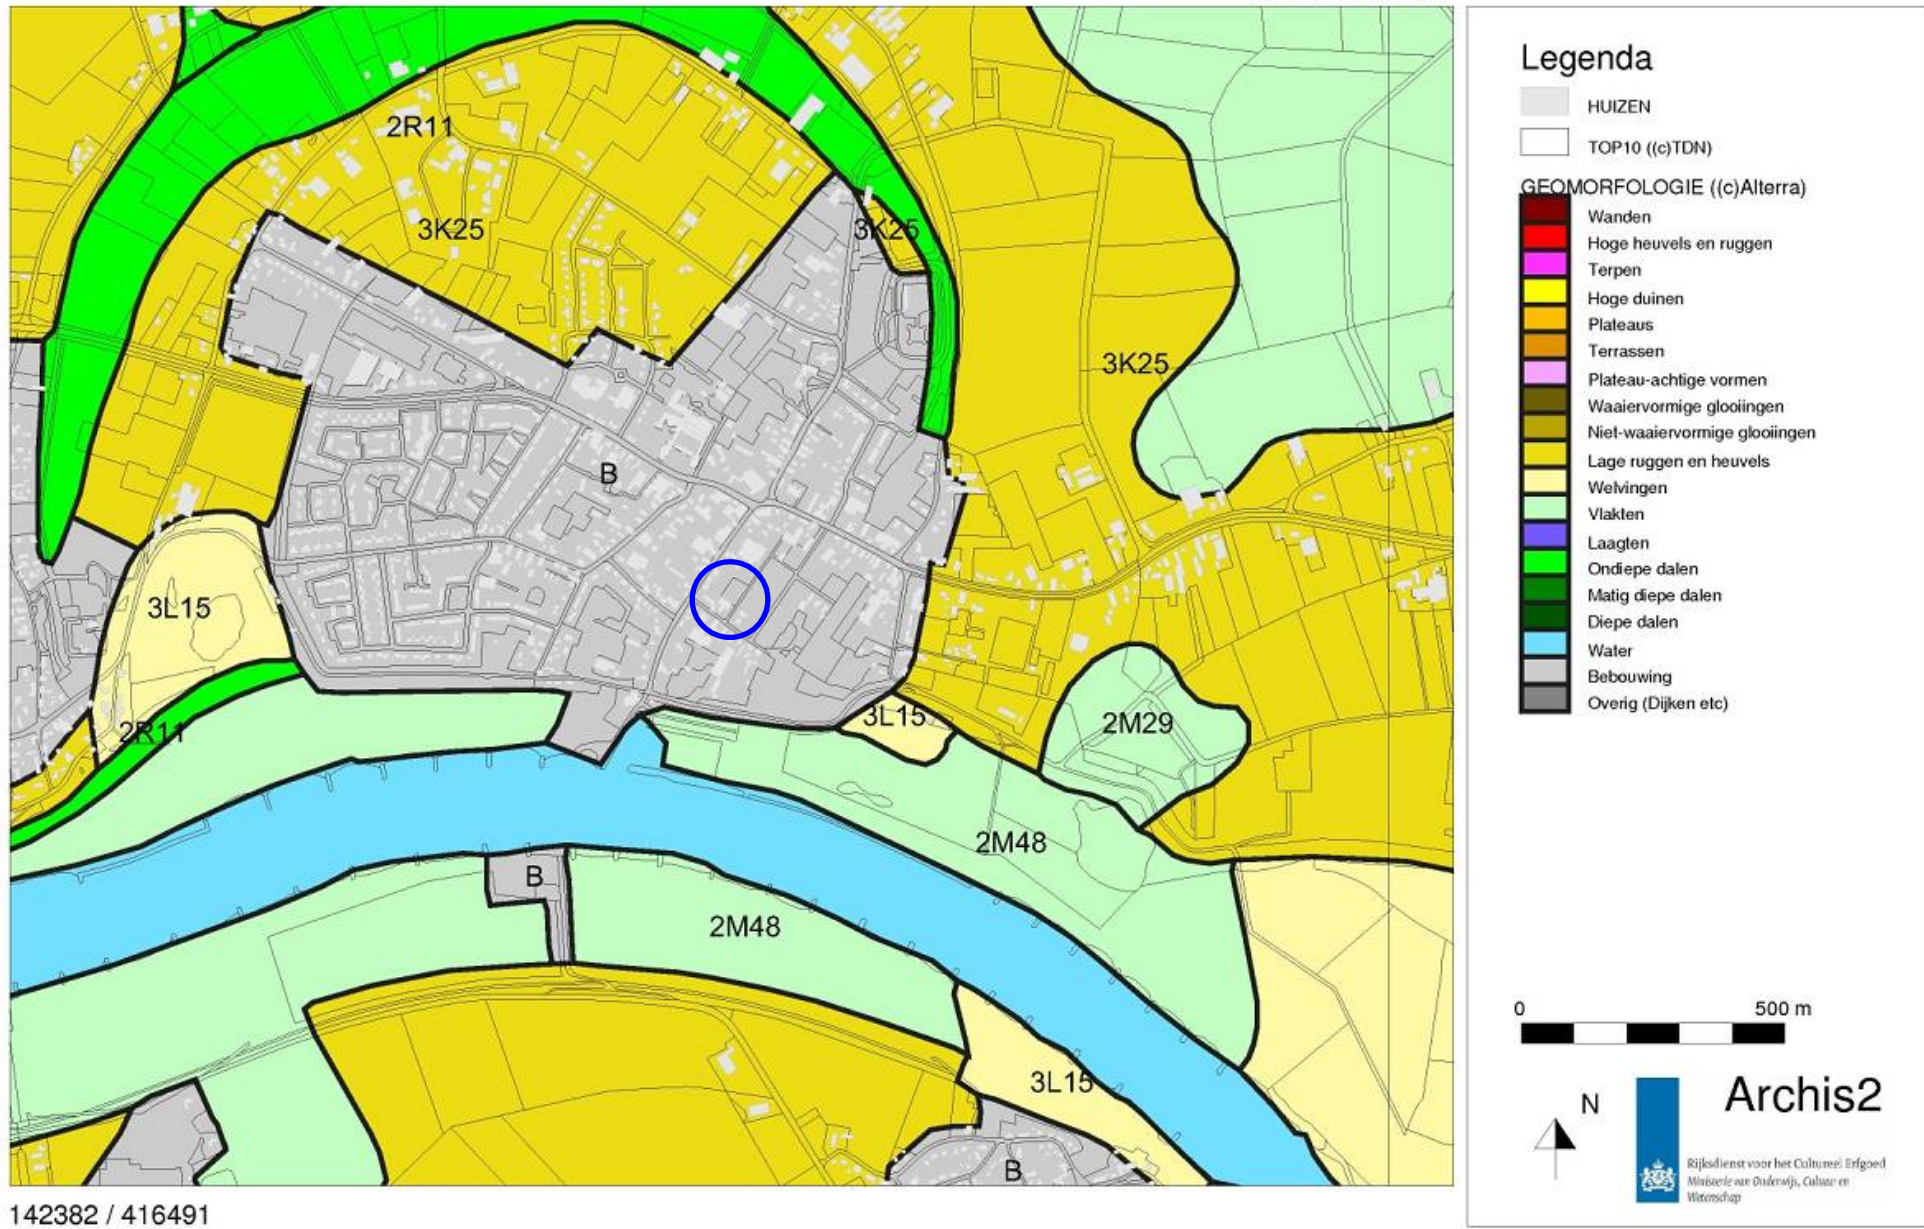 2R11
3K25
3K25
3K25
B
3L15
2R11
3L15
2M29
2M48
B
2M48
3L15
B
142382 / 416491
Legenda
HUIZEN
TOP10 ((c)TDN)
GEOMORFOLOGIE ((c)Alterra)
Wanden
Hoge heuvels en ruggen
Terpen
Hoge duinen
Plateaus
Terrassen
Plateau-achtige vormen
Waaiervormige glooiingen
Niet-waaiervormige glooiingen
Lage ruggen en heuvels
Welvingen
Vlakten
Laagten
Ondiepe dalen
Matig diepe dalen
Diepe dalen
Water
Bebouwing
Overig (Dijken etc)
0 500 m
N
Archis2
Rijksdienst voor het Cultureel Erfgoed
Ministerie van Onderwijs, Cultuur en
Wetenschap